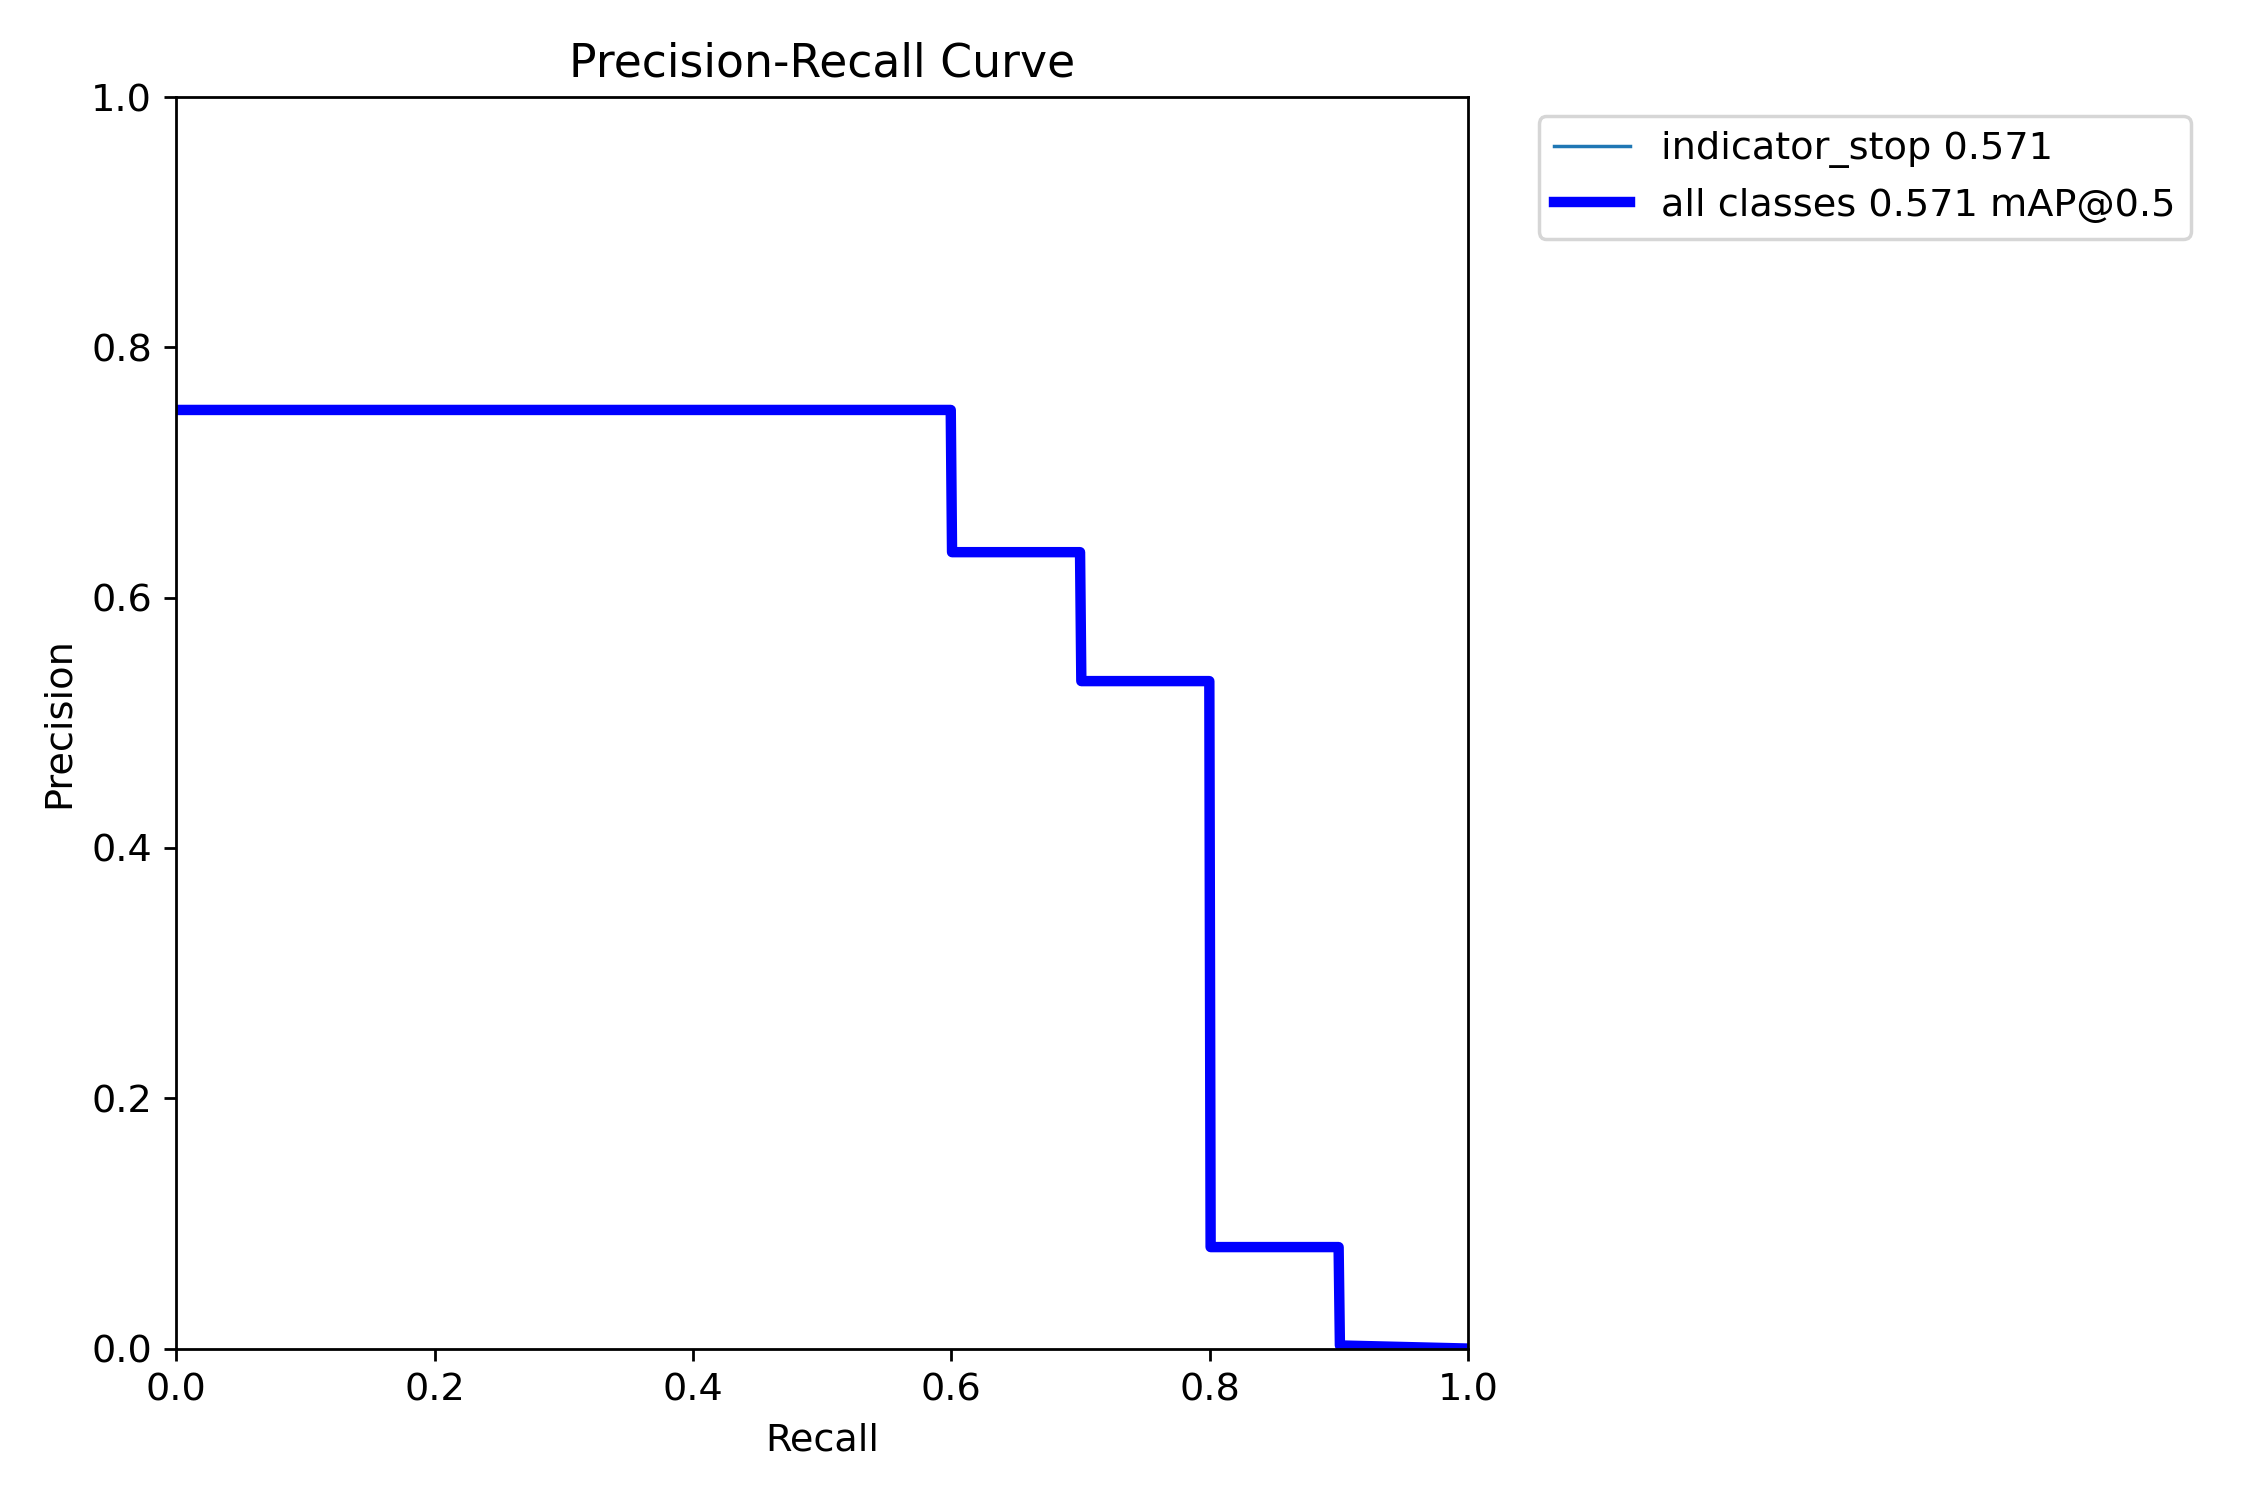 Precision-Recall Curve
indicator_stop 0.571
all classes 0.571 mAP@0.5
Precision
1.0
0.8
0.6
0.4
0.2
0.0
0.0 0.2 0.4 0.6 0.8 1.0
Recall